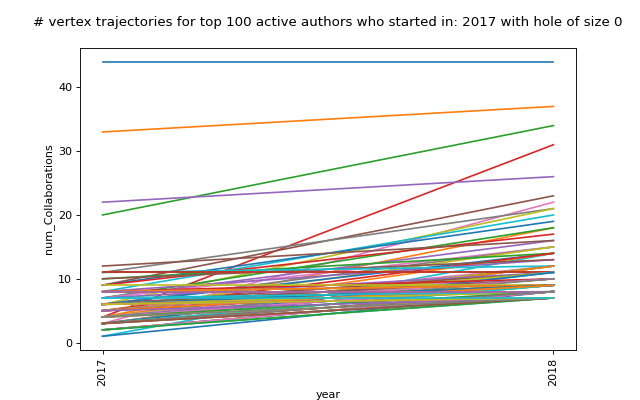 # vertex trajectories for top 100 active authors who started in: 2017 with hole of size 0
40
30
20
10
0
num_Collaborations
2017
2018
year